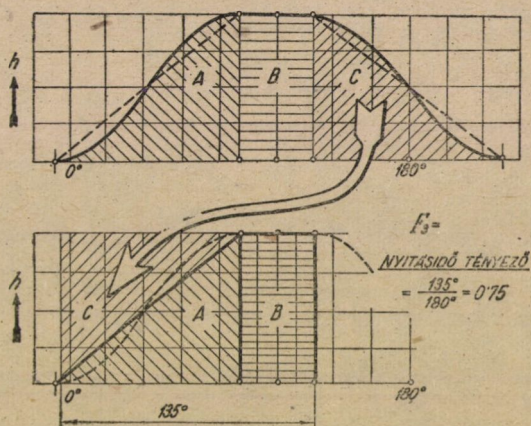 h
A B C
0° 180°
F₃=
NYITÁSIDŐ TÉNYEZŐ
= 135° / 180° = 0'75
h
C A B
0° 180°
135°